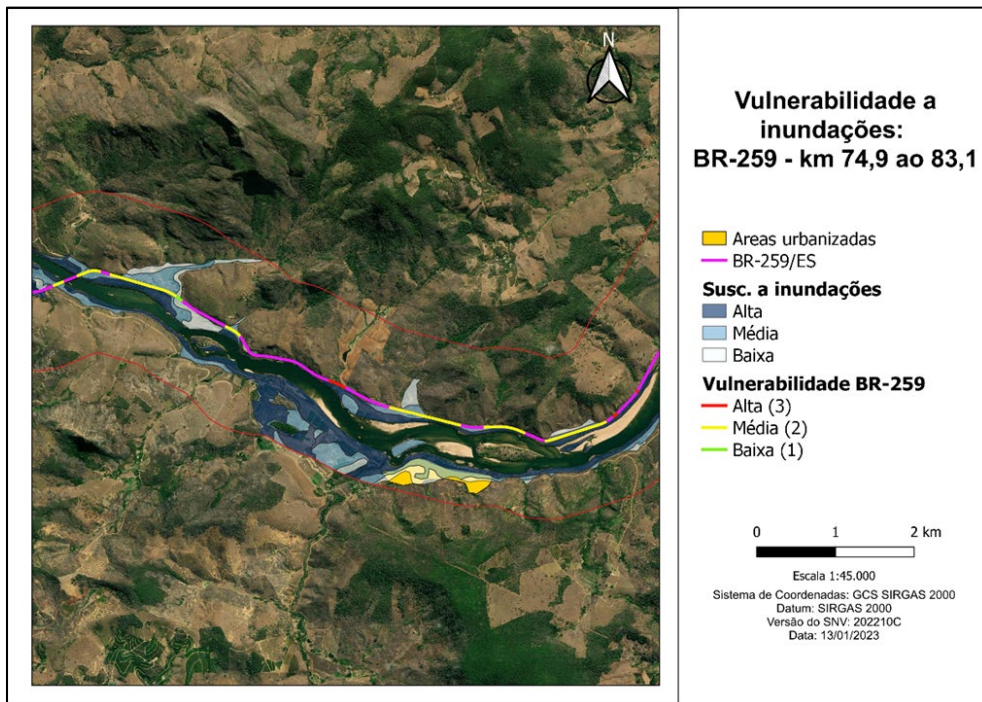 N
Vulnerabilidade a
inundações:
BR-259 - km 74,9 ao 83,1
Areas urbanizadas
BR-259/ES
Susc. a inundações
Alta
Média
Baixa
Vulnerabilidade BR-259
Alta (3)
Média (2)
Baixa (1)
0 1 2 km
Escala 1:45.000
Sistema de Coordenadas: GCS SIRGAS 2000
Datum: SIRGAS 2000
Versão do SNV: 202210C
Data: 13/01/2023